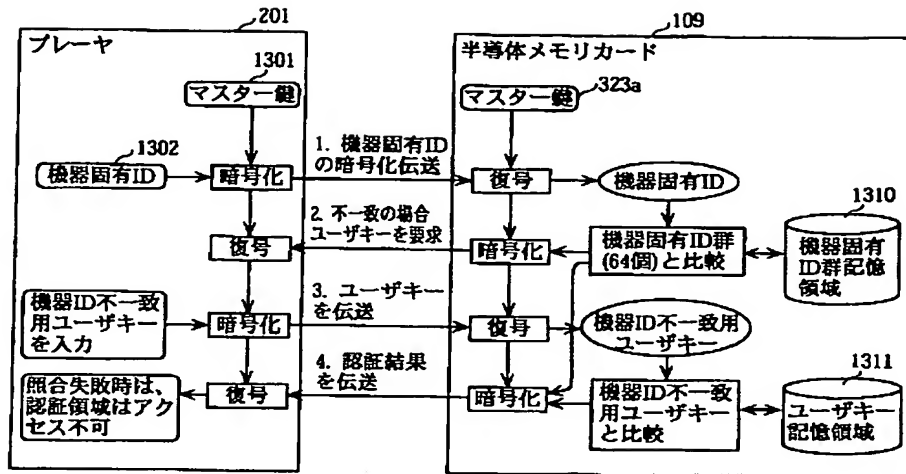 201
109
プレーヤ
半導体メモリカード
1301
マスター鍵
マスター鍵
323a
1302
機器固有ID
暗号化
1. 機器固有ID
の暗号化伝送
復号
機器固有ID
1310
復号
2. 不一致の場合
ユーザキーを要求
暗号化
機器固有ID群
(64個)と比較
機器固有
ID群記憶
領域
機器ID不一致
用ユーザキー
を入力
暗号化
3. ユーザキー
を伝送
復号
機器ID不一致用
ユーザキー
1311
照合失敗時は、
認証領域はアク
セス不可
復号
4. 認証結果
を伝送
暗号化
機器ID不一致
用ユーザキー
と比較
ユーザキー
記憶領域